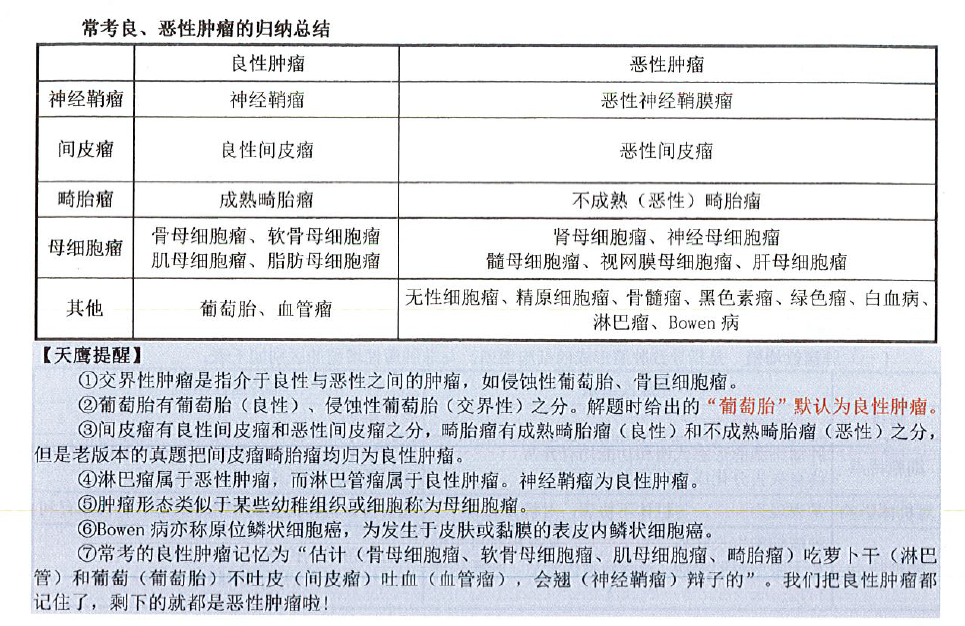 常考良、恶性肿瘤的归纳总结
良性肿瘤 恶性肿瘤
神经鞘瘤 神经鞘瘤 恶性神经鞘膜瘤
间皮瘤 良性间皮瘤 恶性间皮瘤
畸胎瘤 成熟畸胎瘤 不成熟（恶性）畸胎瘤
母细胞瘤
骨母细胞瘤、软骨母细胞瘤
肌母细胞瘤、脂肪母细胞瘤
肾母细胞瘤、神经母细胞瘤
髓母细胞瘤、视网膜母细胞瘤、肝母细胞瘤
其他 葡萄胎、血管瘤
无性细胞瘤、精原细胞瘤、骨髓瘤、黑色素瘤、绿色瘤、白血病、
淋巴瘤、Bowen 病
【天鹰提醒】
①交界性肿瘤是指介于良性与恶性之间的肿瘤，如侵蚀性葡萄胎、骨巨细胞瘤。
②葡萄胎有葡萄胎（良性）、侵蚀性葡萄胎（交界性）之分。解题时给出的“葡萄胎”默认为良性肿瘤。
③间皮瘤有良性间皮瘤和恶性间皮瘤之分，畸胎瘤有成熟畸胎瘤（良性）和不成熟畸胎瘤（恶性）之分，
但是老版本的真题把间皮瘤畸胎瘤均归为良性肿瘤。
④淋巴瘤属于恶性肿瘤，而淋巴管瘤属于良性肿瘤。神经鞘瘤为良性肿瘤。
⑤肿瘤形态类似于某些幼稚组织或细胞称为母细胞瘤。
⑥Bowen 病亦称原位鳞状细胞癌，为发生于皮肤或黏膜的表皮内鳞状细胞癌。
⑦常考的良性肿瘤记忆为“估计（骨母细胞瘤、软骨母细胞瘤、肌母细胞瘤、畸胎瘤）吃萝卜干（淋巴
管）和葡萄（葡萄胎）不吐皮（间皮瘤）吐血（血管瘤），会翘（神经鞘瘤）辩子的”。我们把良性肿瘤都
记住了，剩下的就都是恶性肿瘤啦！